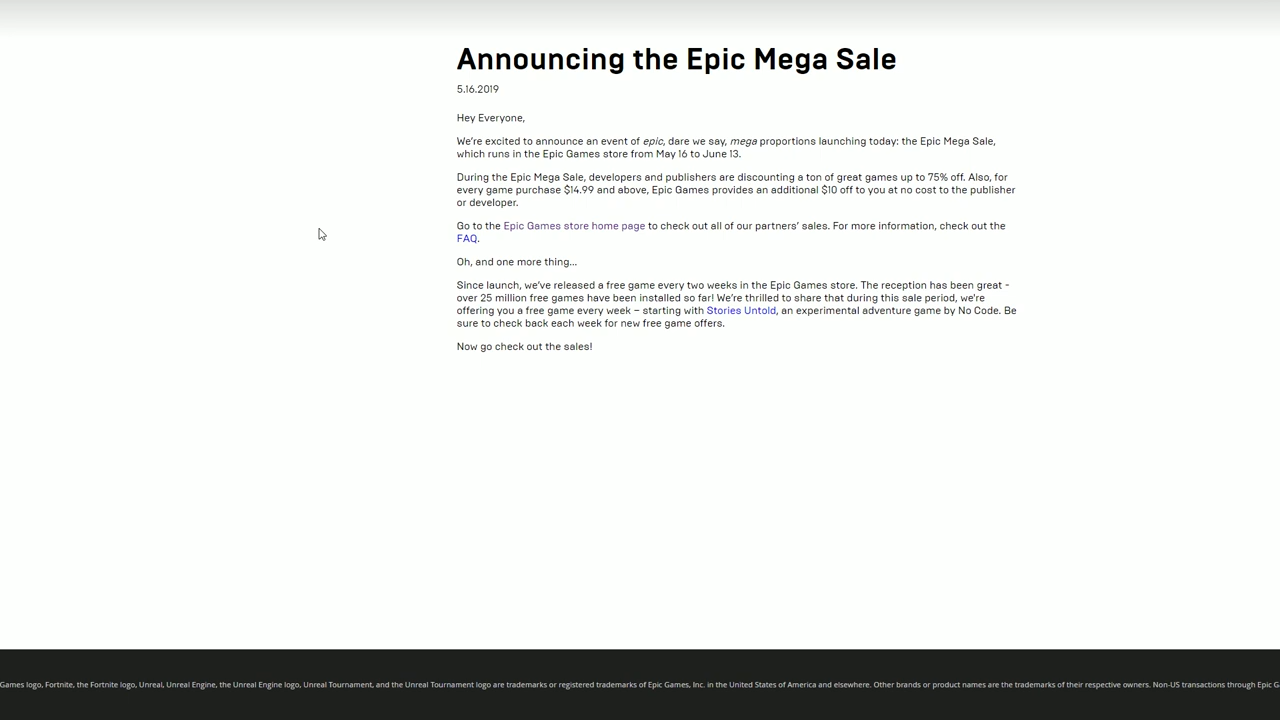 Announcing the Epic Mega Sale
5.16.2019
Hey Everyone,
We're excited to announce an event of epic, dare we say, mega proportions launching today: the Epic Mega Sale,
which runs in the Epic Games store from May 16 to June 13.
During the Epic Mega Sale, developers and publishers are discounting a ton of great games up to 75% off. Also, for
every game purchase $14.99 and above, Epic Games provides an additional $10 off to you at no cost to the publisher
or developer.
Go to the Epic Games store home page to check out all of our partners' sales. For more information, check out the
FAQ.
Oh, and one more thing...
Since launch, we've released a free game every two weeks in the Epic Games store. The reception has been great -
over 25 million free games have been installed so far! We're thrilled to share that during this sale period, we're
offering you a free game every week – starting with Stories Untold, an experimental adventure game by No Code. Be
sure to check back each week for new free game offers.
Now go check out the sales!
Games logo, Fortnite, the Fortnite logo, Unreal, Unreal Engine, the Unreal Engine logo, Unreal Tournament, and the Unreal Tournament logo are trademarks or registered trademarks of Epic Games, Inc. in the United States of America and elsewhere. Other brands or product names are the trademarks of their respective owners. Non-US transactions through Epic G